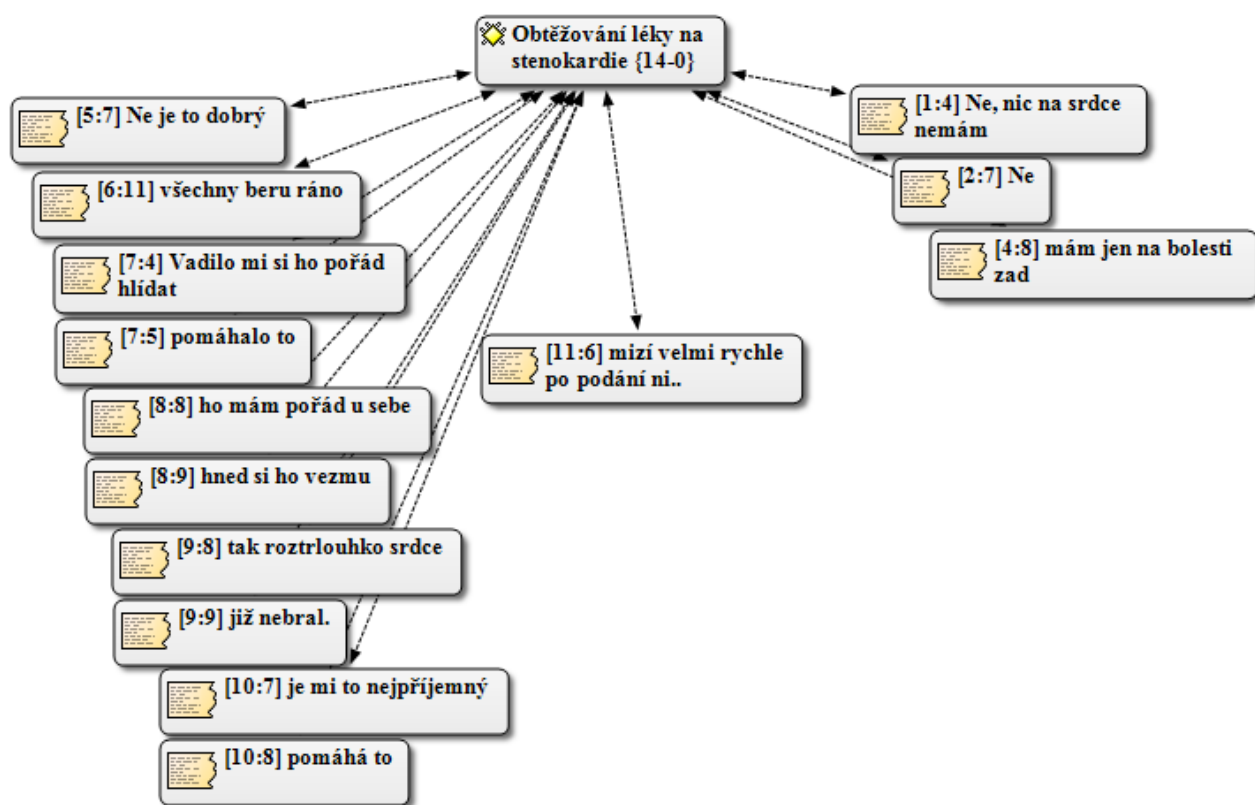 Obtěžování léky na
stenokardie {14-0}
[5:7] Ne je to dobrý
[6:11] všechny beru ráno
[7:4] Vadilo mi si ho pořád
hlídat
[7:5] pomáhalo to
[8:8] ho mám pořád u sebe
[8:9] hned si ho vezmu
[9:8] tak roztrlouhko srdce
[9:9] již nebral.
[10:7] je mi to nejpříjemný
[10:8] pomáhá to
[11:6] mizí velmi rychle
po podání ni..
[1:4] Ne, nic na srdce
nemám
[2:7] Ne
[4:8] mám jen na bolesti
zad